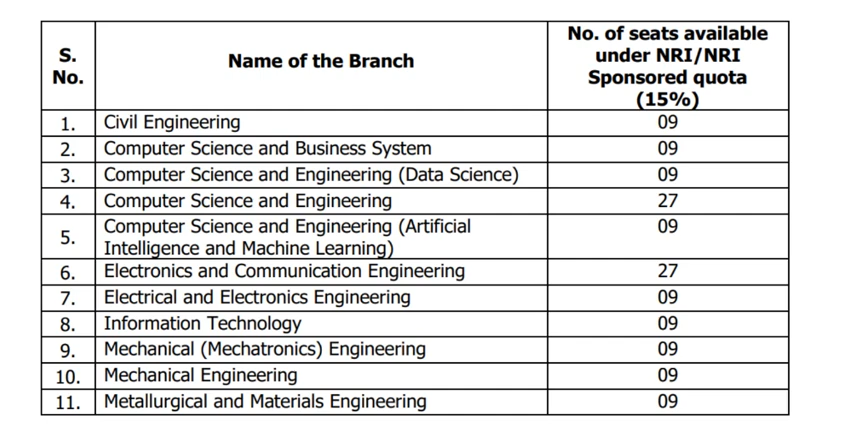 S. No. Name of the Branch No. of seats available under NRI/NRI Sponsored quota (15%)
1. Civil Engineering 09
2. Computer Science and Business System 09
3. Computer Science and Engineering (Data Science) 09
4. Computer Science and Engineering 27
5. Computer Science and Engineering (Artificial 09
Intelligence and Machine Learning)
6. Electronics and Communication Engineering 27
7. Electrical and Electronics Engineering 09
8. Information Technology 09
9. Mechanical (Mechatronics) Engineering 09
10. Mechanical Engineering 09
11. Metallurgical and Materials Engineering 09